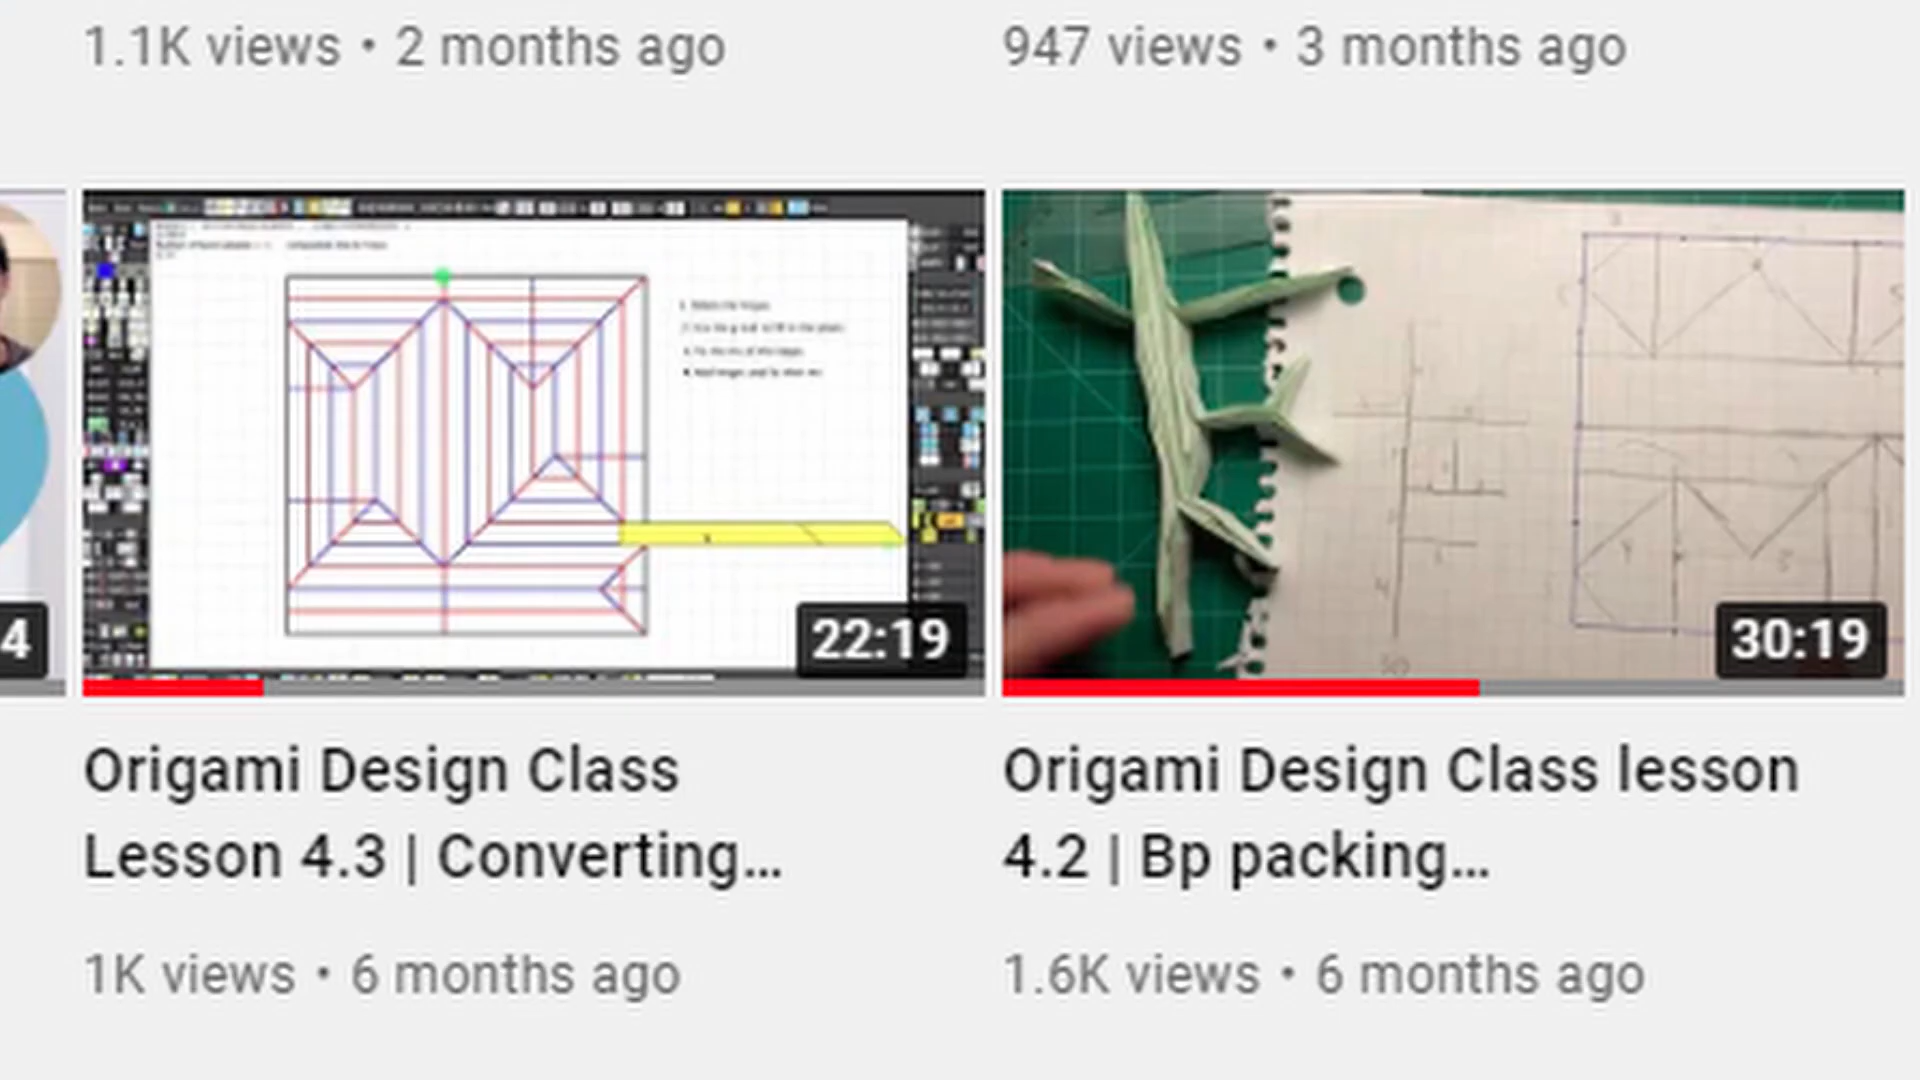 1.1K views • 2 months ago
947 views • 3 months ago
4
22:19
30:19
Origami Design Class
Lesson 4.3 | Converting...
1K views • 6 months ago
Origami Design Class lesson
4.2 | Bp packing...
1.6K views • 6 months ago